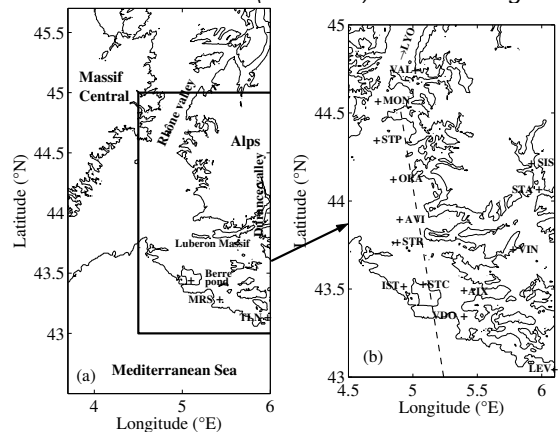 45.5
45
44.5
44
43.5
43
Latitude (°N)
4
5
6
Longitude (°E)
Massif
Central
Rhône valley
Alps
Durance valley
Luberon Massif
Berre
pond
MRS
TLN
(a)
Mediterranean Sea
45
44.5
44
43.5
43
Latitude (°N)
4.5
5
5.5
6
Longitude (°E)
LYO
VAL
MON
STP
ORA
SIS
STA
AVI
STR
VIN
IST
STC
AIX
VDO
LEV
(b)